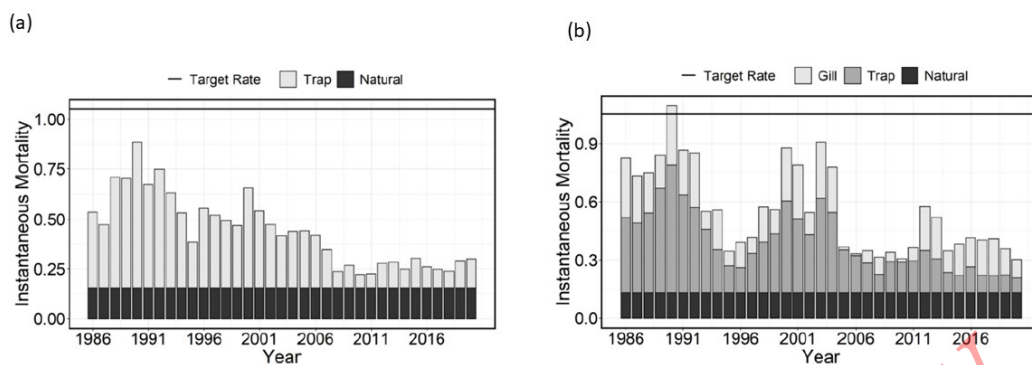 (a)
Target Rate Trap Natural
Instantaneous Mortality
1.00
0.75
0.50
0.25
0.00
1986 1991 1996 2001 2006 2011 2016
Year
(b)
Target Rate Gill Trap Natural
Instantaneous Mortality
0.9
0.6
0.3
0.0
1986 1991 1996 2001 2006 2011 2016
Year